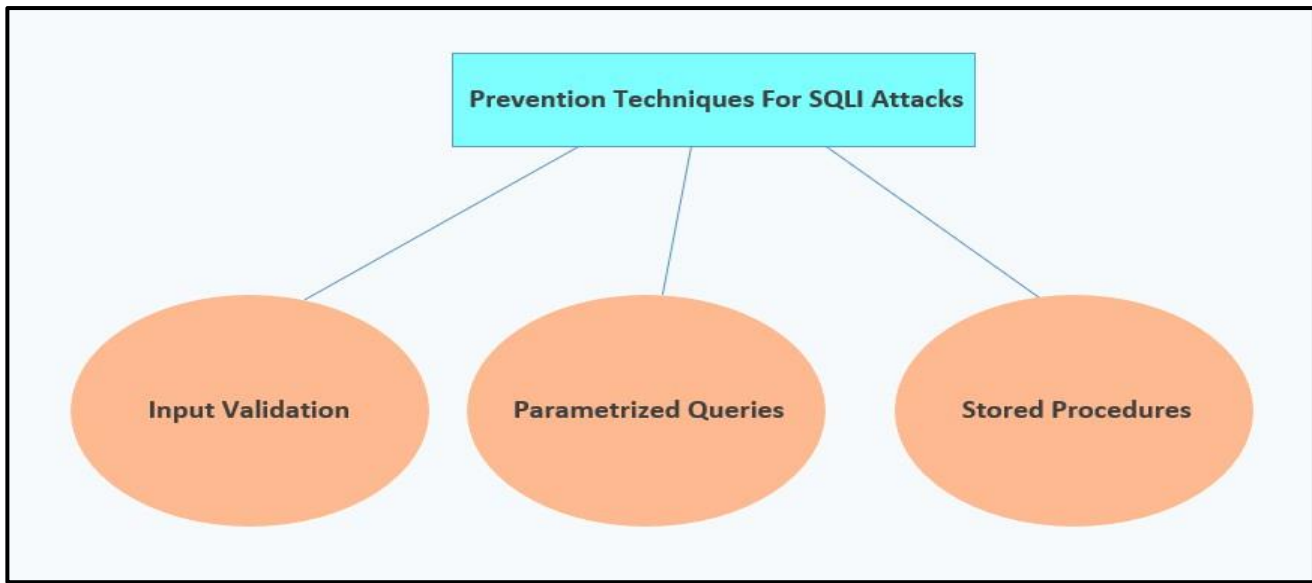 Prevention Techniques For SQLI Attacks
Input Validation
Parametrized Queries
Stored Procedures